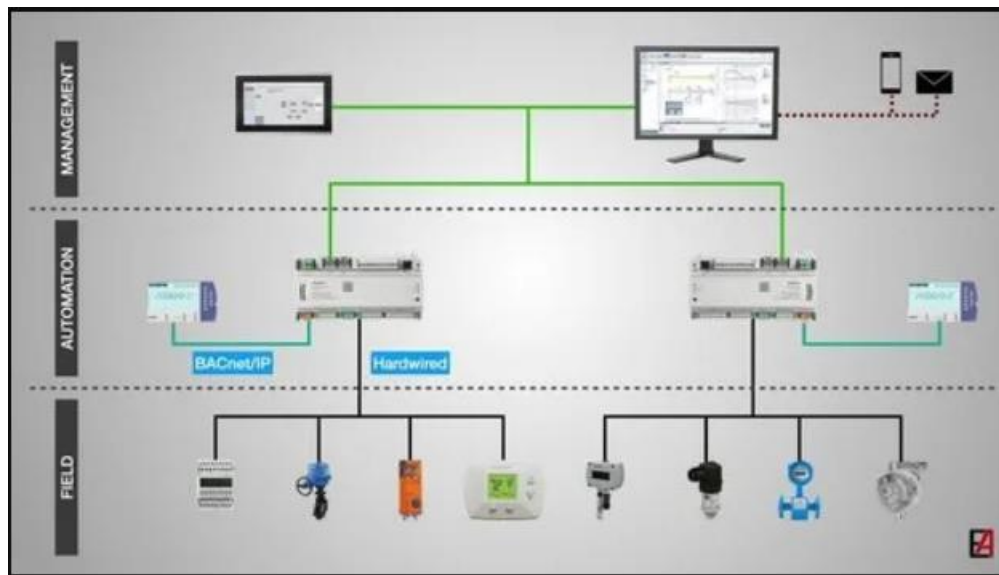 MANAGEMENT
AUTOMATION
BACnet/IP
Hardwired
FIELD